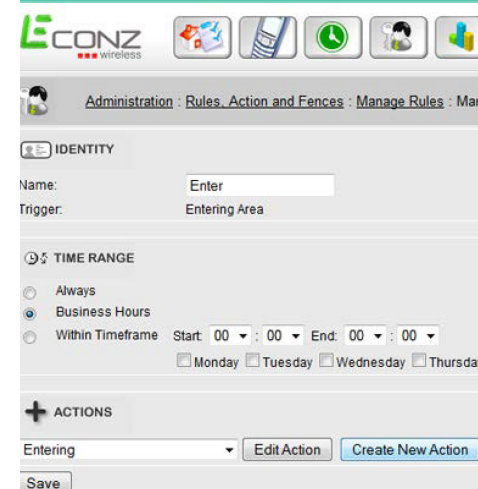 ECONZ
wireless
Administration : Rules, Action and Fences : Manage Rules : Mar
IDENTITY
Name: Enter
Trigger: Entering Area
TIME RANGE
Always
Business Hours
Within Timeframe Start: 00 : 00 End: 00 : 00
Monday Tuesday Wednesday Thursda
ACTIONS
Entering Edit Action Create New Action
Save